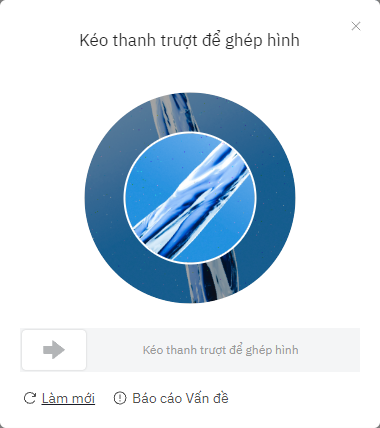 Kéo thanh trượt để ghép hình
Kéo thanh trượt để ghép hình
Làm mới
Báo cáo Vấn đề